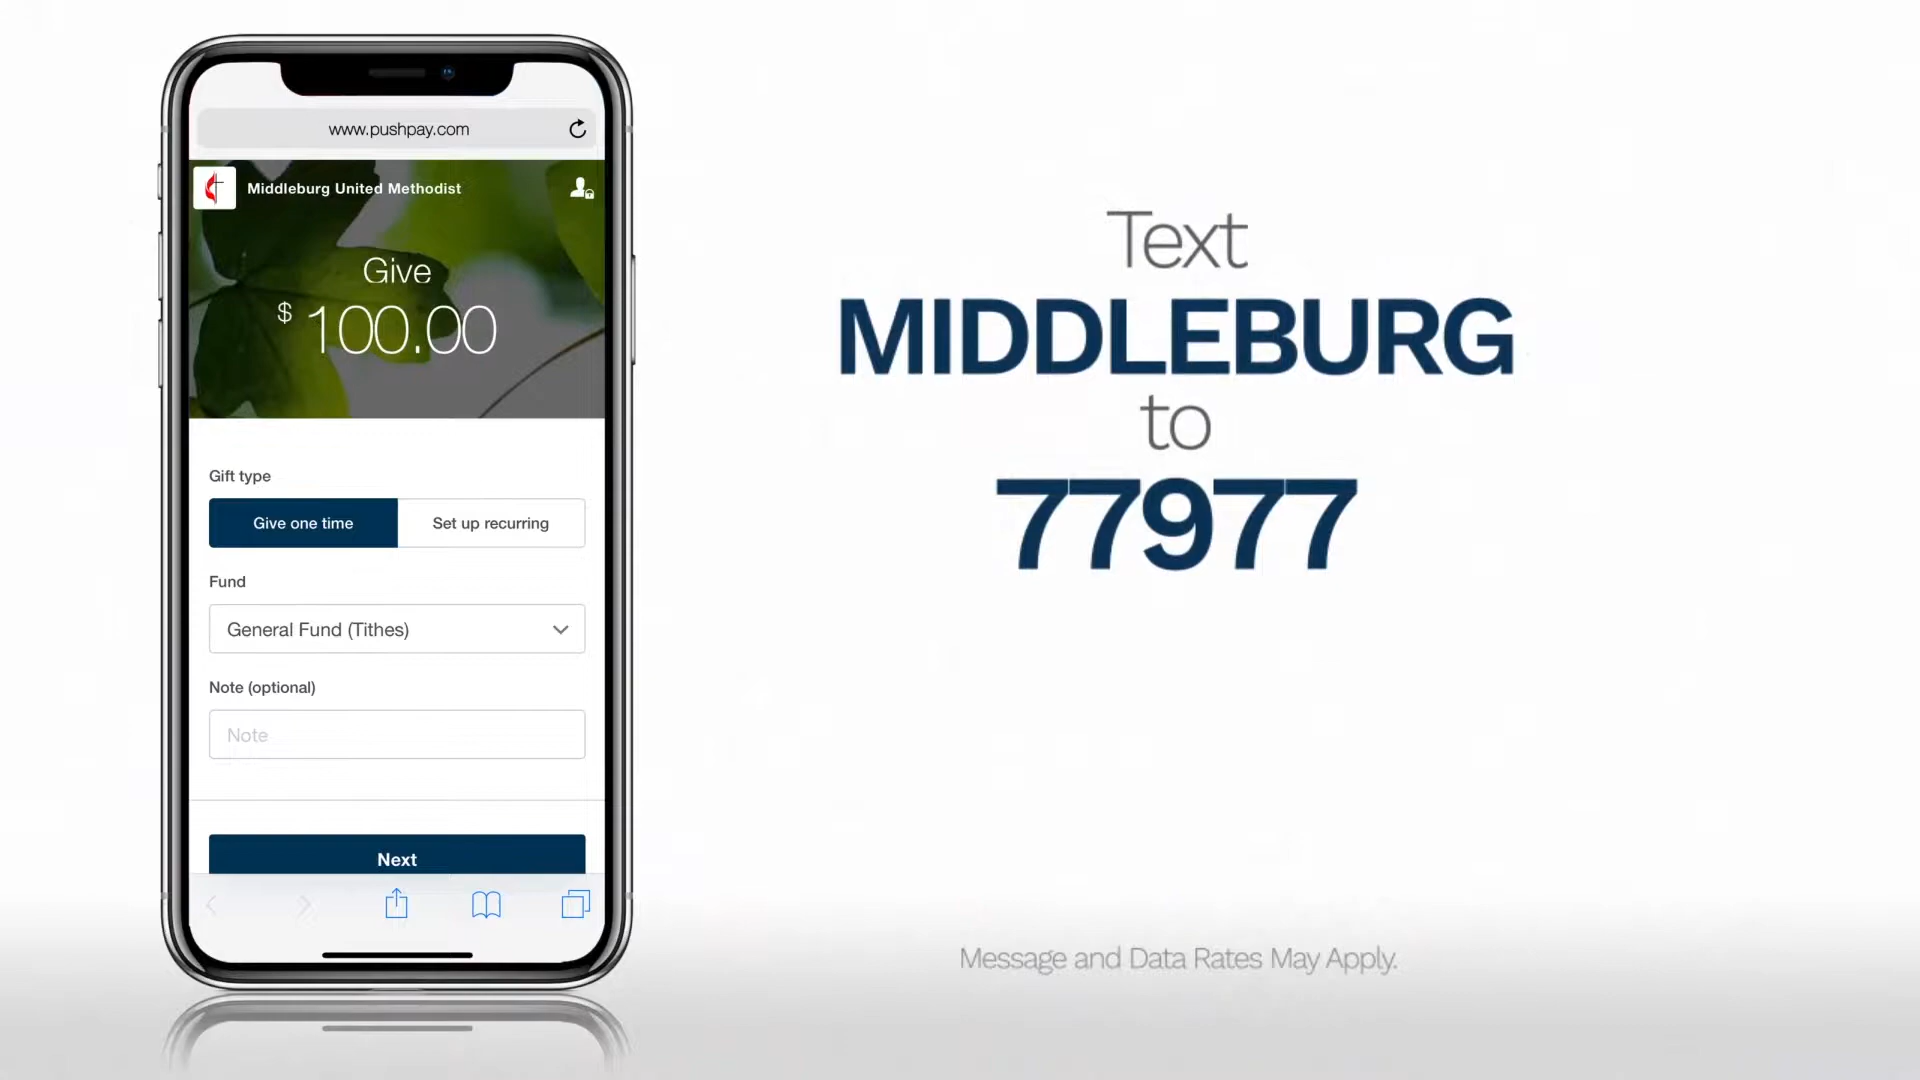 www.pushpay.com
Middleburg United Methodist
Give
$ 100.00
Gift type
Give one time
Set up recurring
Fund
General Fund (Tithes)
Note (optional)
Note
Next
Text
MIDDLEBURG
to
77977
Message and Data Rates May Apply.